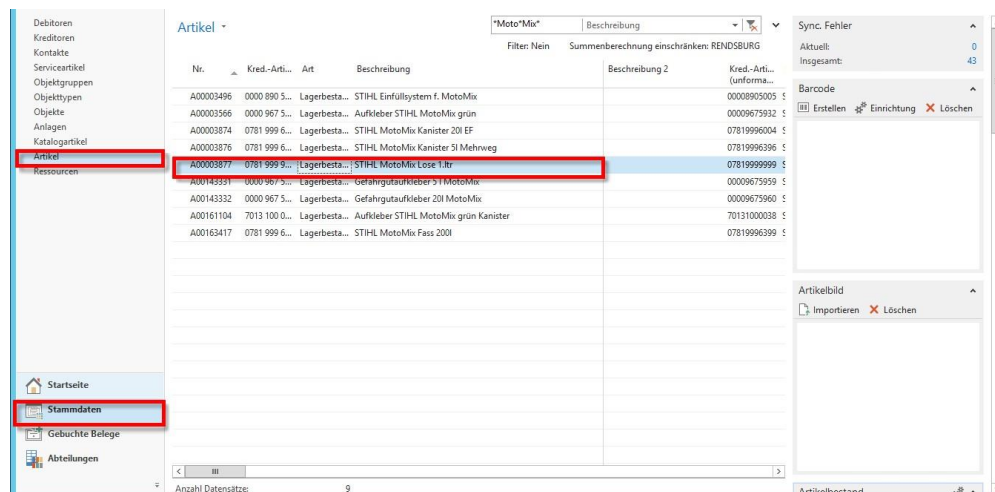 Debitoren
Kreditoren
Kontakte
Serviceartikel
Objektgruppen
Objekttypen
Objekte
Anlagen
Katalogartikel
Artikel
Ressourcen
Startseite
Stammdaten
Gebuchte Belege
Abteilungen
Artikel
*Moto*Mix* Beschreibung
Filter: Nein Summenberechnung einschränken: RENDSBURG
Nr. Kred.-Arti... Art Beschreibung Beschreibung 2 Kred.-Arti... (unforma...
A00003496 0000 890 5... Lagerbesta... STIHL Einfüllsystem f. MotoMix 00008905005 S
A00003566 0000 967 5... Lagerbesta... Aufkleber STIHL MotoMix grün 00009675932 S
A00003874 0781 999 6... Lagerbesta... STIHL MotoMix Kanister 20l EF 07819996004 S
A00003876 0781 999 6... Lagerbesta... STIHL MotoMix Kanister 5l Mehrweg 07819996396 S
A00003877 0781 999 9... Lagerbesta... STIHL MotoMix Lose 1.ltr 07819999999 S
A00143331 0000 967 5... Lagerbesta... Gefahrgutaufkleber 5 l MotoMix 00009675959 S
A00143332 0000 967 5... Lagerbesta... Gefahrgutaufkleber 20l MotoMix 00009675960 S
A00161104 7013 100 0... Lagerbesta... Aufkleber STIHL MotoMix grün Kanister 70131000038 S
A00163417 0781 999 6... Lagerbesta... STIHL MotoMix Fass 200l 07819996399 S
Anzahl Datensätze: 9
Sync. Fehler
Aktuell: 0
Insgesamt: 43
Barcode
Erstellen Einrichtung Löschen
Artikelbild
Importieren Löschen
Artikelbestand